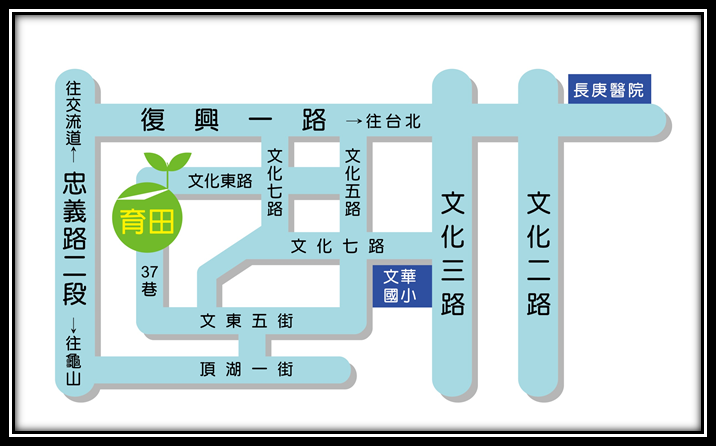 長庚醫院
往交流道←
復興一路 →往台北
文化七路
文化五路
文化東路
忠義路二段
育田
文化三路
文化二路
文化七路
37
巷
文華
國小
文東五街
→往龜山
頂湖一街